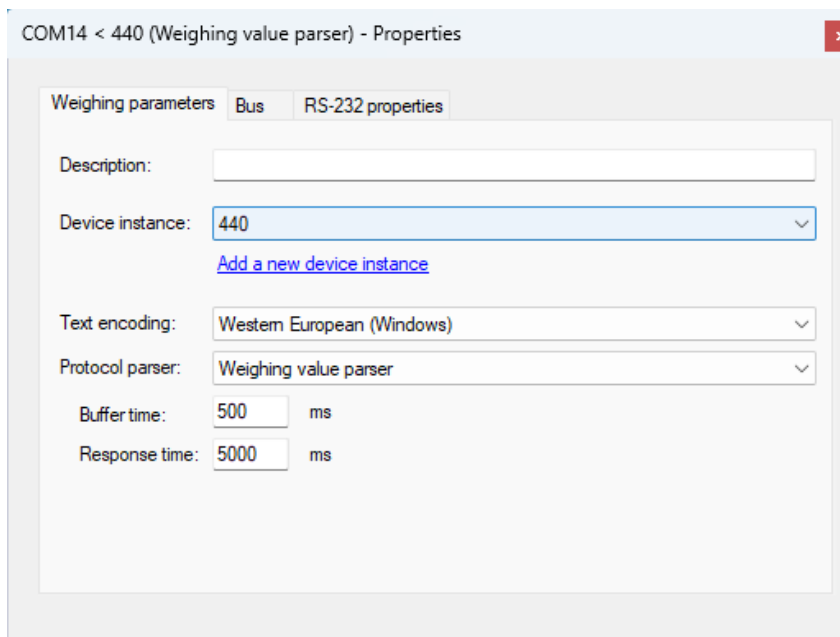 COM14 < 440 (Weighing value parser) - Properties
Weighing parameters Bus RS-232 properties
Description:
Device instance: 440
Add a new device instance
Text encoding: Western European (Windows)
Protocol parser: Weighing value parser
Buffer time: 500 ms
Response time: 5000 ms